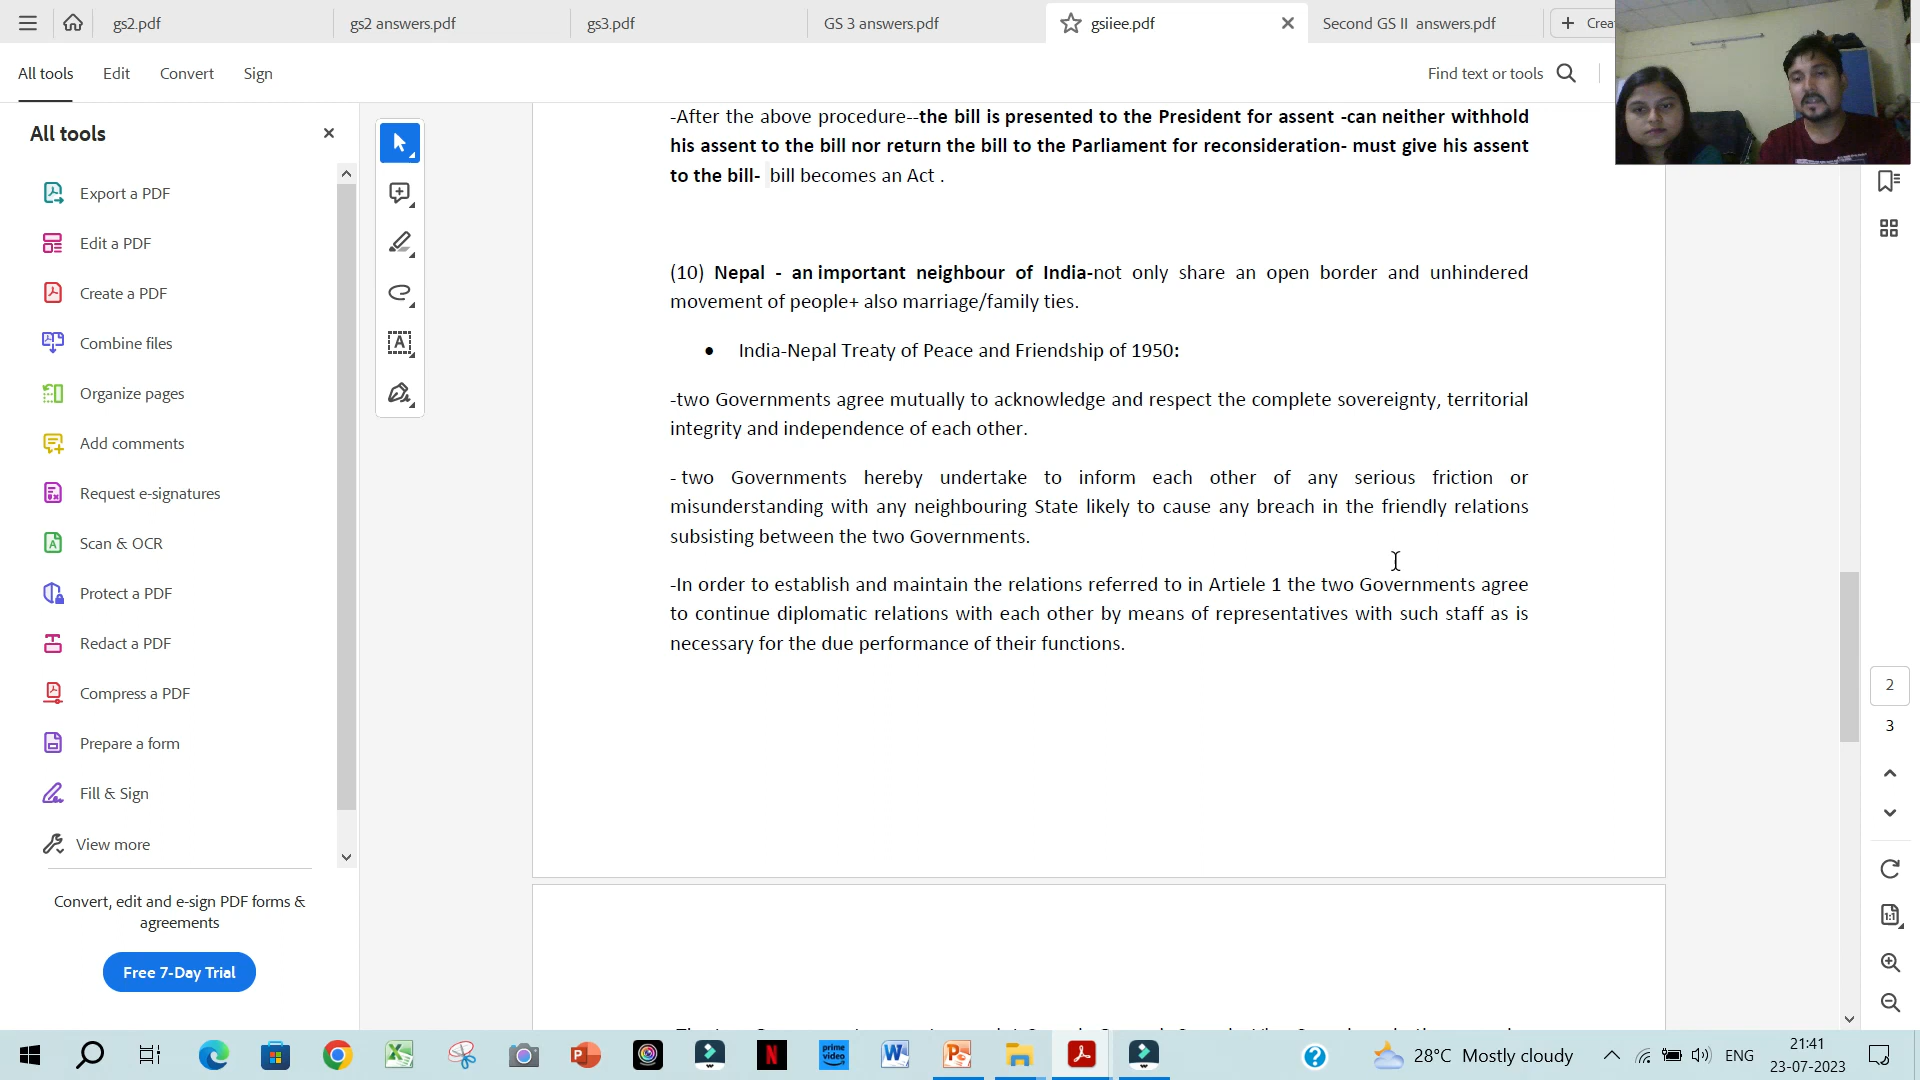 gs2.pdf
gs2 answers.pdf
gs3.pdf
GS 3 answers.pdf
gsiiee.pdf
Second GS II answers.pdf
All tools
Edit
Convert
Sign
Find text or tools
All tools
Export a PDF
Edit a PDF
Create a PDF
Combine files
Organize pages
Add comments
Request e-signatures
Scan & OCR
Protect a PDF
Redact a PDF
Compress a PDF
Prepare a form
Fill & Sign
View more
Convert, edit and e-sign PDF forms &
agreements
Free 7-Day Trial
-After the above procedure--the bill is presented to the President for assent -can neither withhold
his assent to the bill nor return the bill to the Parliament for reconsideration- must give his assent
to the bill- bill becomes an Act .
(10) Nepal - an important neighbour of India-not only share an open border and unhindered
movement of people+ also marriage/family ties.
• India-Nepal Treaty of Peace and Friendship of 1950:
-two Governments agree mutually to acknowledge and respect the complete sovereignty, territorial
integrity and independence of each other.
- two Governments hereby undertake to inform each other of any serious friction or
misunderstanding with any neighbouring State likely to cause any breach in the friendly relations
subsisting between the two Governments.
-In order to establish and maintain the relations referred to in Artiele 1 the two Governments agree
to continue diplomatic relations with each other by means of representatives with such staff as is
necessary for the due performance of their functions.
2
3
28°C Mostly cloudy
ENG
21:41
23-07-2023